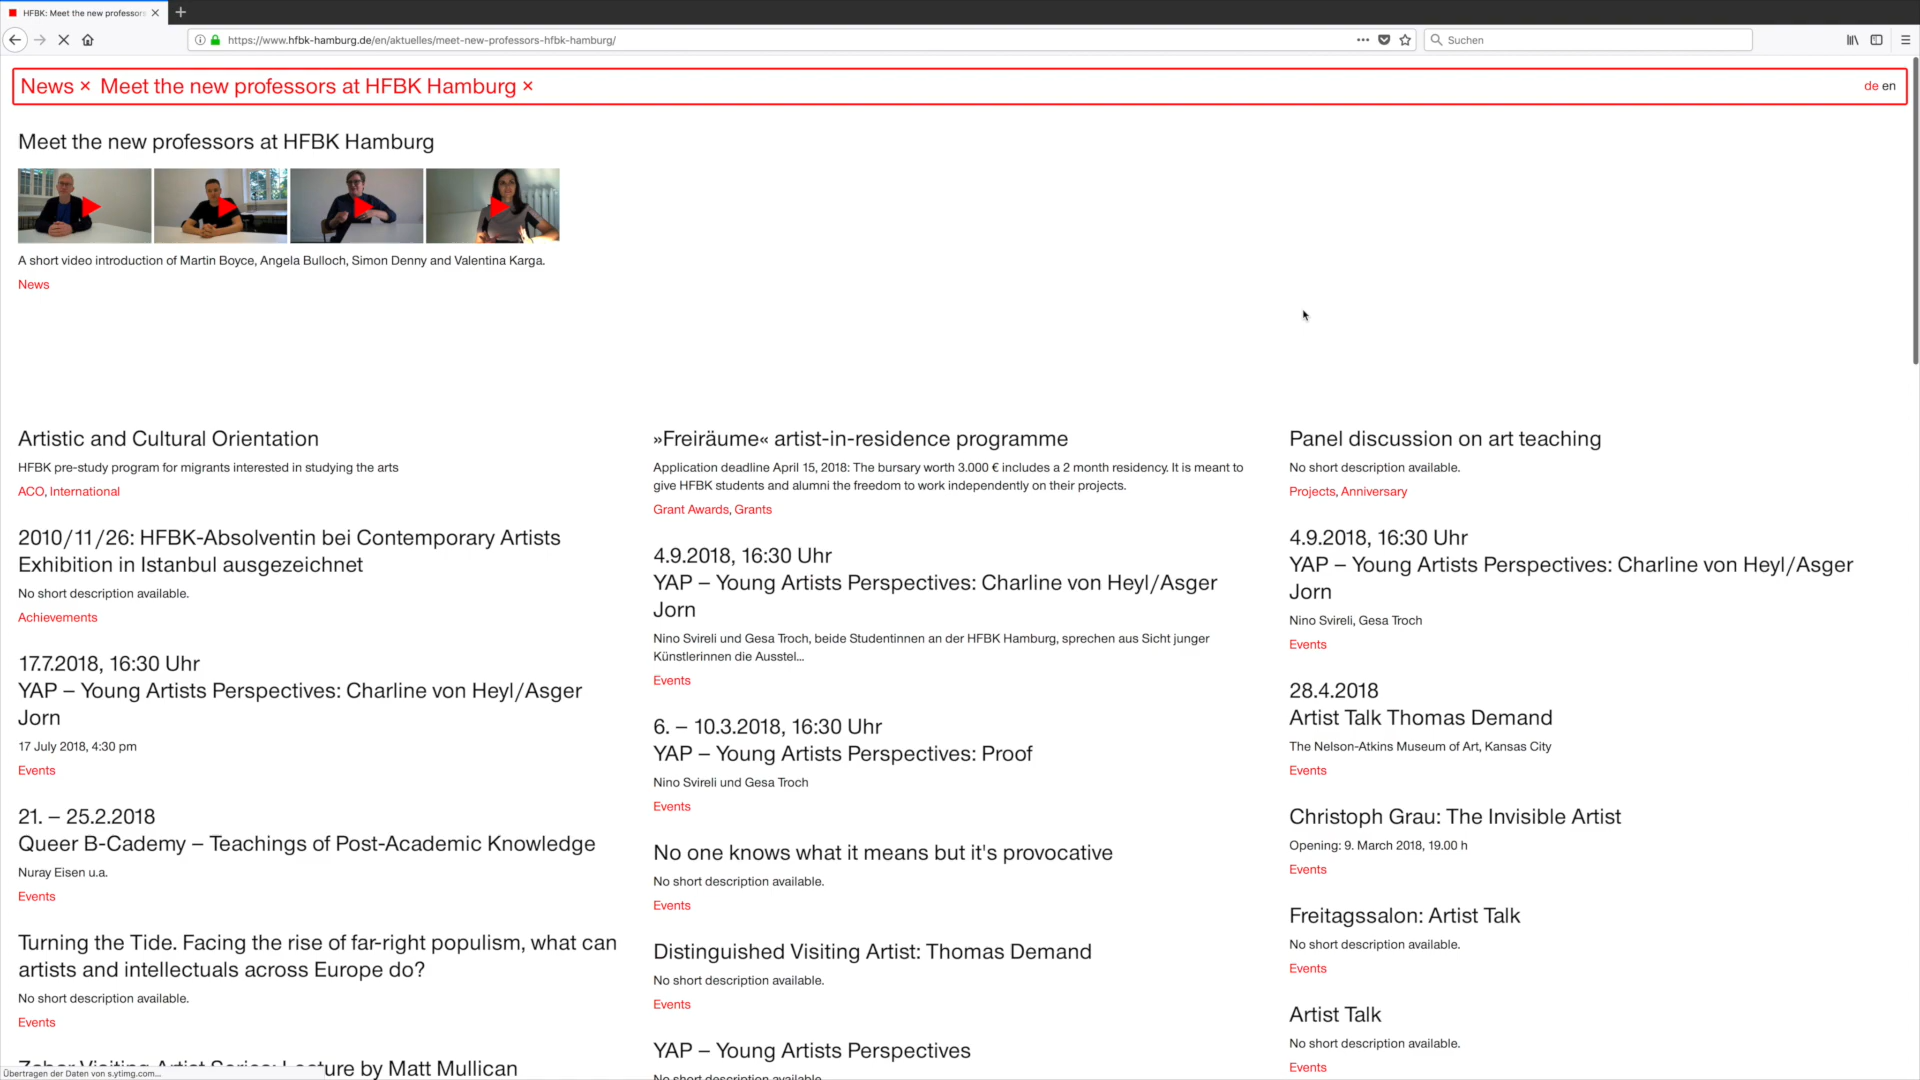 HFBK: Meet the new professors
https://www.hfbk-hamburg.de/en/aktuelles/meet-new-professors-hfbk-hamburg/
Suchen
News × Meet the new professors at HFBK Hamburg ×
de en
Meet the new professors at HFBK Hamburg
A short video introduction of Martin Boyce, Angela Bulloch, Simon Denny and Valentina Karga.
News
Artistic and Cultural Orientation
HFBK pre-study program for migrants interested in studying the arts
ACO, International
2010/11/26: HFBK-Absolventin bei Contemporary Artists
Exhibition in Istanbul ausgezeichnet
No short description available.
Achievements
17.7.2018, 16:30 Uhr
YAP – Young Artists Perspectives: Charline von Heyl/Asger
Jorn
17 July 2018, 4:30 pm
Events
21. – 25.2.2018
Queer B-Cademy – Teachings of Post-Academic Knowledge
Nuray Eisen u.a.
Events
Turning the Tide. Facing the rise of far-right populism, what can
artists and intellectuals across Europe do?
No short description available.
Events
Visiting Artist Series: Lecture by Matt Mullican
Übertragen der Daten von s.ytimg.com...
»Freiräume« artist-in-residence programme
Application deadline April 15, 2018: The bursary worth 3.000 € includes a 2 month residency. It is meant to
give HFBK students and alumni the freedom to work independently on their projects.
Grant Awards, Grants
4.9.2018, 16:30 Uhr
YAP – Young Artists Perspectives: Charline von Heyl/Asger
Jorn
Nino Svireli und Gesa Troch, beide Studentinnen an der HFBK Hamburg, sprechen aus Sicht junger
Künstlerinnen die Ausstel...
Events
6. – 10.3.2018, 16:30 Uhr
YAP – Young Artists Perspectives: Proof
Nino Svireli und Gesa Troch
Events
No one knows what it means but it's provocative
No short description available.
Events
Distinguished Visiting Artist: Thomas Demand
No short description available.
Events
YAP – Young Artists Perspectives
No short description available.
Panel discussion on art teaching
No short description available.
Projects, Anniversary
4.9.2018, 16:30 Uhr
YAP – Young Artists Perspectives: Charline von Heyl/Asger
Jorn
Nino Svireli, Gesa Troch
Events
28.4.2018
Artist Talk Thomas Demand
The Nelson-Atkins Museum of Art, Kansas City
Events
Christoph Grau: The Invisible Artist
Opening: 9. March 2018, 19.00 h
Events
Freitagssalon: Artist Talk
No short description available.
Events
Artist Talk
No short description available.
Events